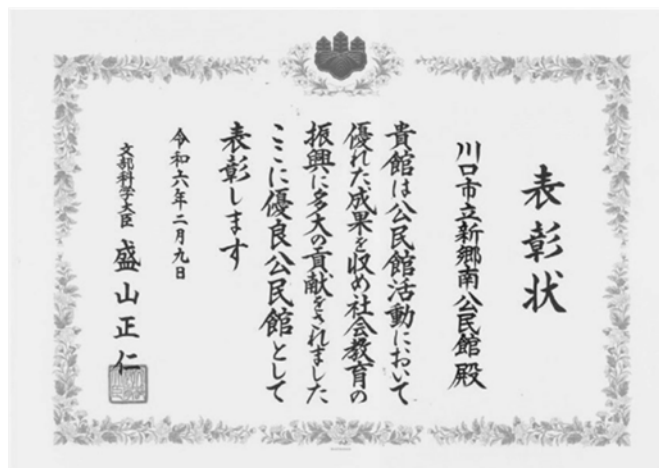 表彰状
川口市立新郷南公民館殿
貴館は公民館活動において
優れた成果を収め社会教育の
振興に多大の貢献をされました
ここに優良公民館として
表彰します
令和六年二月九日
文部科学大臣 盛山正仁